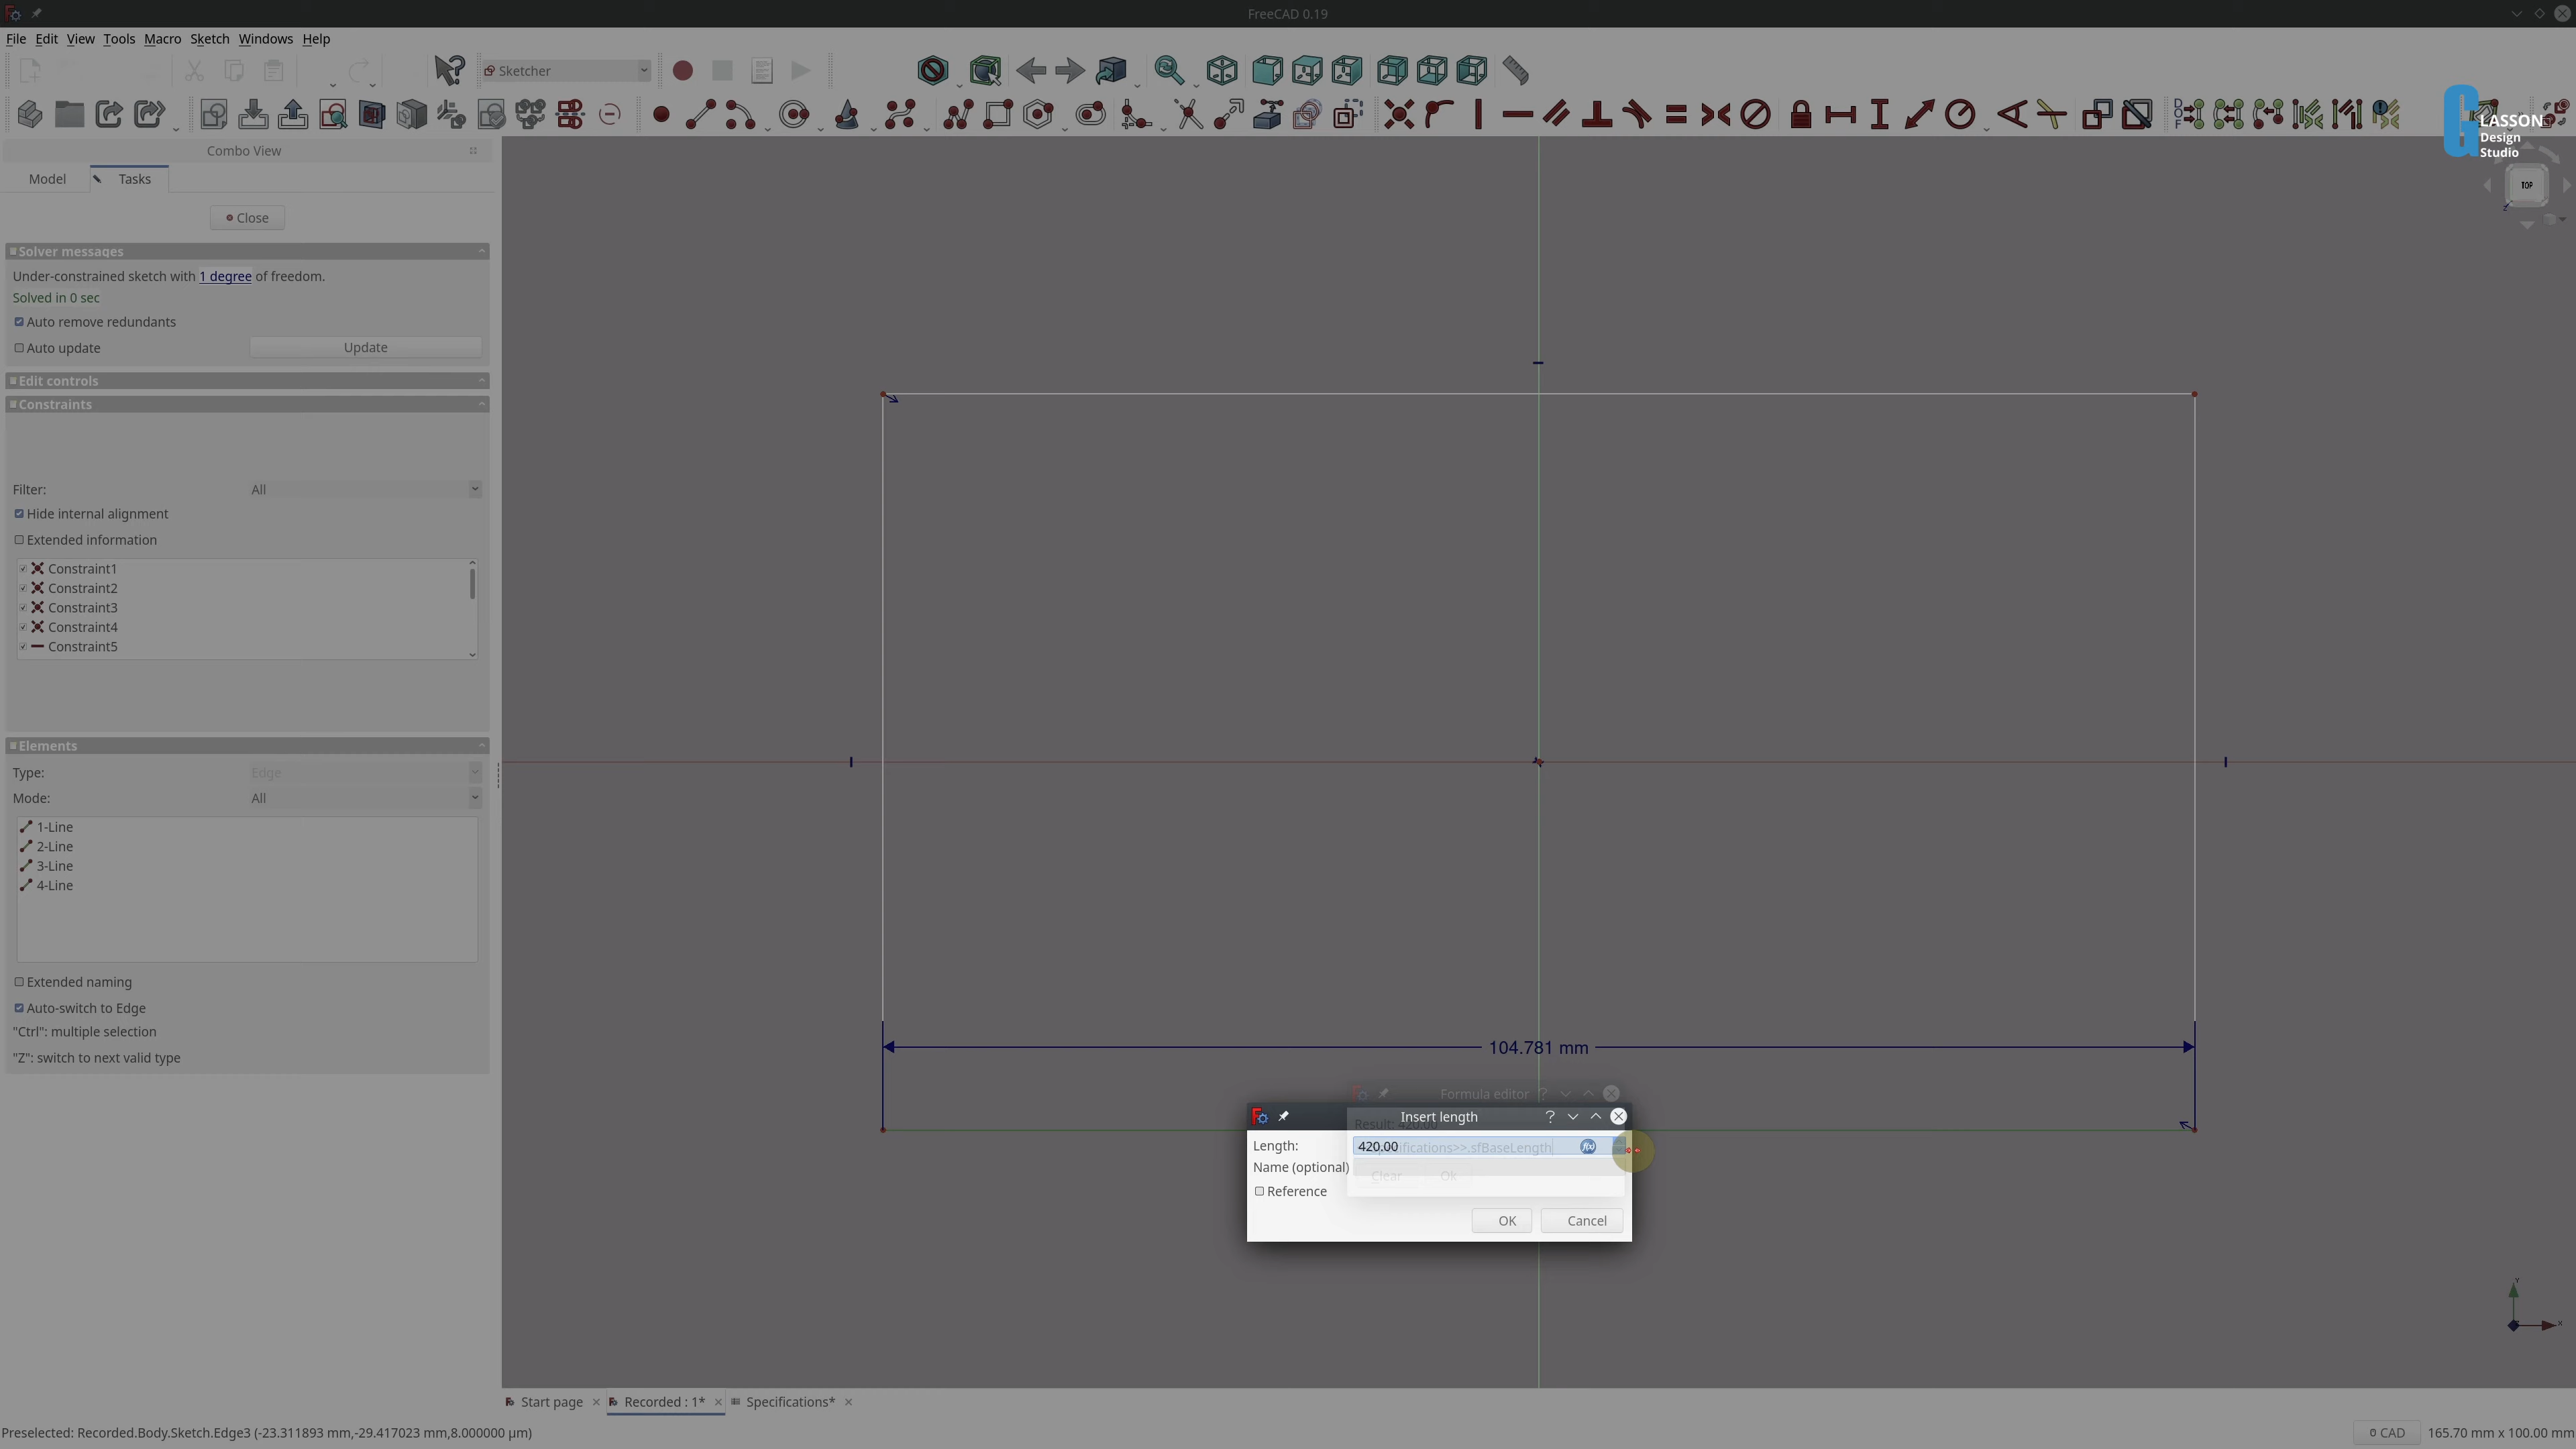 FreeCAD 0.19
File Edit View Tools Macro Sketch Windows Help
Sketcher
LASSON
Design
Studio
Combo View
TOP
Model
Tasks
Close
Solver messages
Under-constrained sketch with 1 degree of freedom.
Solved in 0 sec
Auto remove redundants
Auto update
Update
Edit controls
Constraints
Filter:
All
Hide internal alignment
Extended information
Constraint1
Constraint2
Constraint3
Constraint4
Constraint5
Elements
Type:
Edge
Mode:
All
1-Line
2-Line
3-Line
4-Line
Extended naming
Auto-switch to Edge
"Ctrl": multiple selection
"Z": switch to next valid type
104.781 mm
Formula editor
Insert length
Result: 420.00
Length:
420.00
ifications>>.sfBaseLength
Name (optional)
Clear
Ok
Reference
OK
Cancel
Start page
Recorded : 1*
Specifications*
Preselected: Recorded.Body.Sketch.Edge3 (-23.311893 mm,-29.417023 mm,8.000000 µm)
CAD
165.70 mm x 100.00 mm